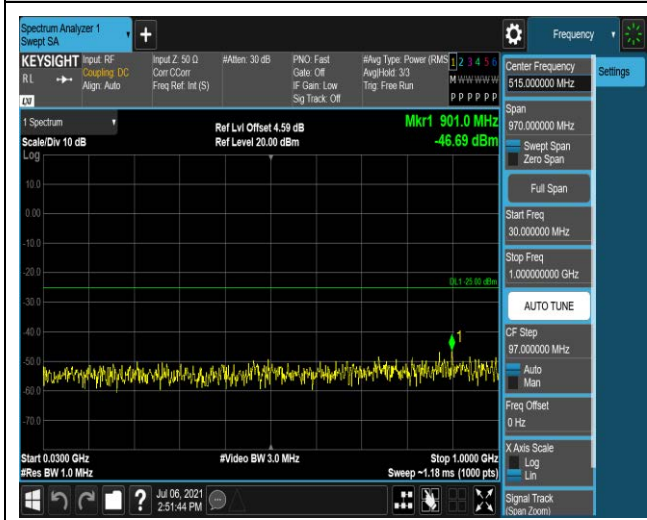 Spectrum Analyzer 1
Swept SA
+
Frequency
KEYSIGHT
RL
LXI
Input: RF
Coupling: DC
Align: Auto
Input Z: 50 Ω
Corr CCorr
Freq Ref: Int (S)
#Atten: 30 dB
PNO: Fast
Gate: Off
IF Gain: Low
Sig Track: Off
#Avg Type: Power (RMS
Avg|Hold: 3/3
Trig: Free Run
1 2 3 4 5 6
M W W W W W
P P P P P P
1 Spectrum
Scale/Div 10 dB
Ref Lvl Offset 4.59 dB
Ref Level 20.00 dBm
Mkr1 901.0 MHz
-46.69 dBm
Log
10.0
0.00
-10.0
-20.0
DL1 -25.00 dBm
-30.0
-40.0
1
-50.0
-60.0
-70.0
Start 0.0300 GHz
#Res BW 1.0 MHz
#Video BW 3.0 MHz
Stop 1.0000 GHz
Sweep ~1.18 ms (1000 pts)
Jul 06, 2021
2:51:44 PM
?
Center Frequency
515.000000 MHz
Settings
Span
970.000000 MHz
Swept Span
Zero Span
Full Span
Start Freq
30.000000 MHz
Stop Freq
1.000000000 GHz
AUTO TUNE
CF Step
97.000000 MHz
Auto
Man
Freq Offset
0 Hz
X Axis Scale
Log
Lin
Signal Track
(Span Zoom)